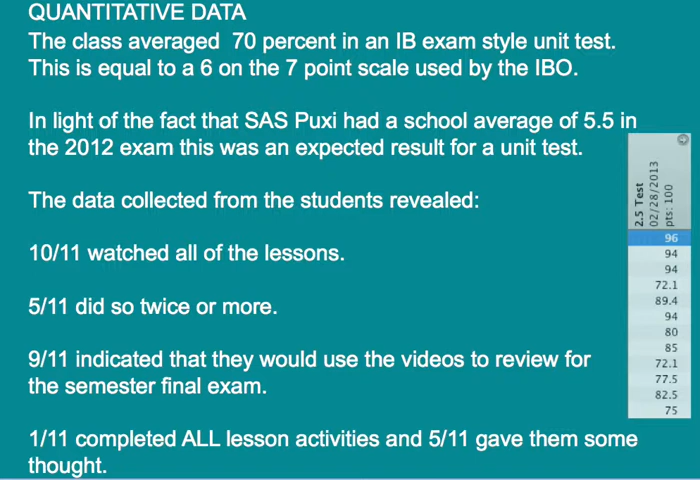 QUANTITATIVE DATA
The class averaged 70 percent in an IB exam style unit test.
This is equal to a 6 on the 7 point scale used by the IBO.
In light of the fact that SAS Puxi had a school average of 5.5 in
the 2012 exam this was an expected result for a unit test.
The data collected from the students revealed:
10/11 watched all of the lessons.
5/11 did so twice or more.
9/11 indicated that they would use the videos to review for
the semester final exam.
1/11 completed ALL lesson activities and 5/11 gave them some
thought.
2.5 Test
02/28/2013
pts: 100
96
94
94
72.1
89.4
94
80
85
72.1
77.5
82.5
75